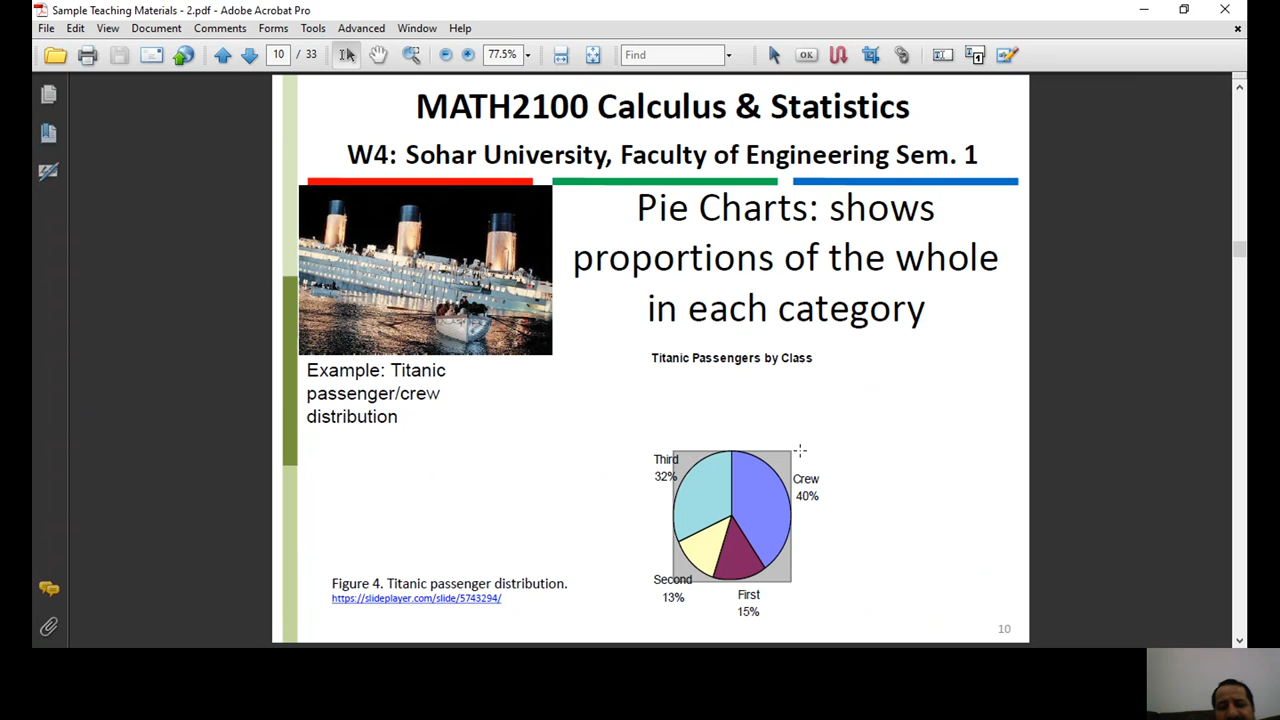 Sample Teaching Materials - 2.pdf - Adobe Acrobat Pro
File Edit View Document Comments Forms Tools Advanced Window Help
10 / 33 77.5% Find OK 1
MATH2100 Calculus & Statistics
W4: Sohar University, Faculty of Engineering Sem. 1
Pie Charts: shows
proportions of the whole
in each category
Example: Titanic
passenger/crew
distribution
Titanic Passengers by Class
Third
32%
Crew
40%
Second
13%
First
15%
Figure 4. Titanic passenger distribution.
https://slideplayer.com/slide/5743294/
10